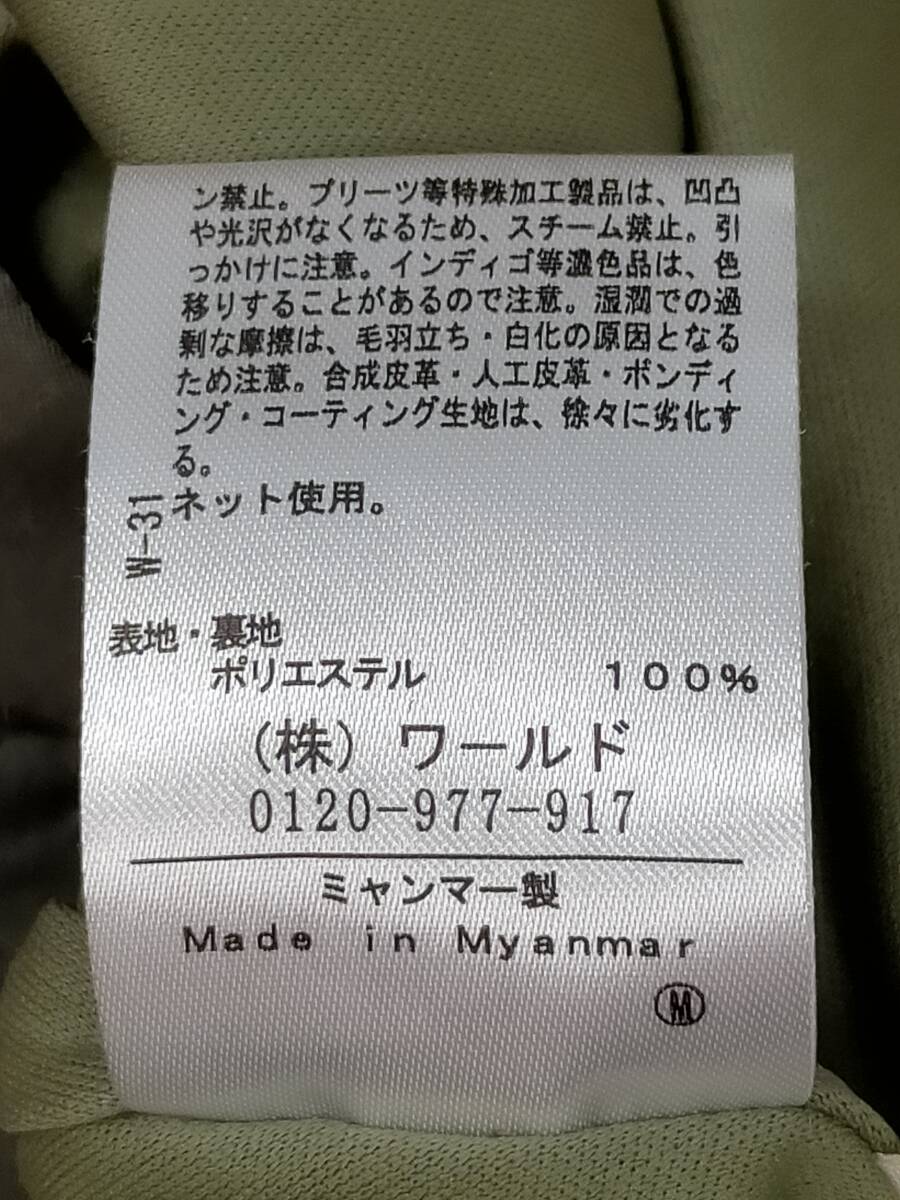 ン禁止。プリーツ等特殊加工製品は、凹凸
や光沢がなくなるため、スチーム禁止。引
っかけに注意。インディゴ等濃色品は、色
移りすることがあるので注意。湿潤での過
剰な摩擦は、毛羽立ち・白化の原因となる
ため注意。合成皮革・人工皮革・ボンディ
ング・コーティング生地は、徐々に劣化す
る。
ネット使用。
W-31
表地・裏地
ポリエステル 100%
(株)ワールド
0120-977-917
ミャンマー製
Made in Myanmar
M